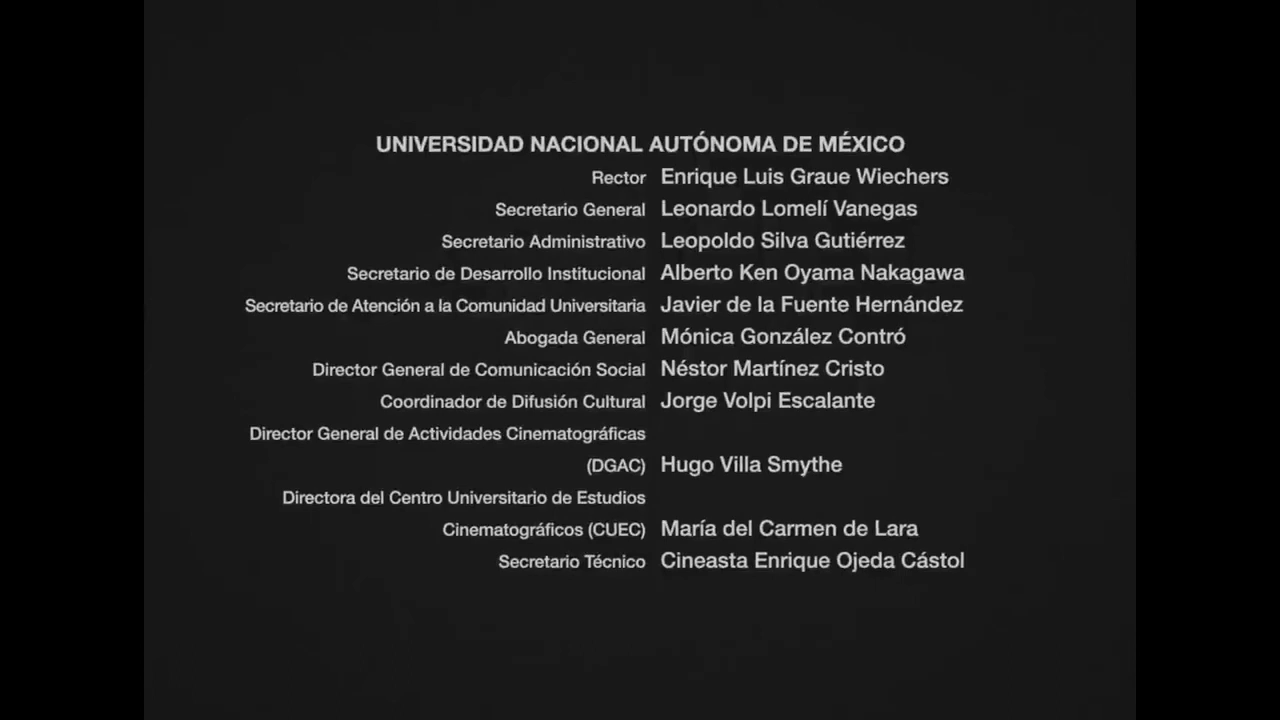 UNIVERSIDAD NACIONAL AUTÓNOMA DE MÉXICO
Rector Enrique Luis Graue Wiechers
Secretario General Leonardo Lomelí Vanegas
Secretario Administrativo Leopoldo Silva Gutiérrez
Secretario de Desarrollo Institucional Alberto Ken Oyama Nakagawa
Secretario de Atención a la Comunidad Universitaria Javier de la Fuente Hernández
Abogada General Mónica González Contró
Director General de Comunicación Social Néstor Martínez Cristo
Coordinador de Difusión Cultural Jorge Volpi Escalante
Director General de Actividades Cinematográficas
(DGAC) Hugo Villa Smythe
Directora del Centro Universitario de Estudios
Cinematográficos (CUEC) María del Carmen de Lara
Secretario Técnico Cineasta Enrique Ojeda Cástol